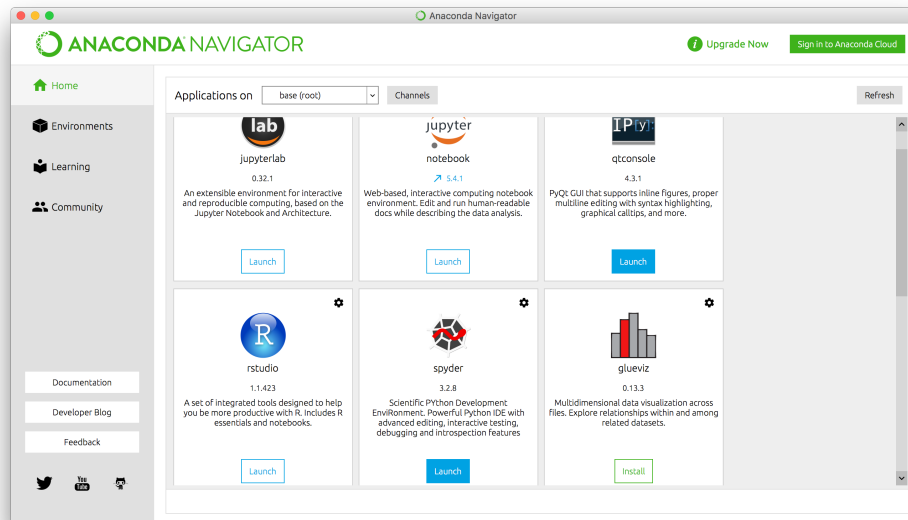 Anaconda Navigator
ANACONDA NAVIGATOR
i Upgrade Now
Sign in to Anaconda Cloud
Home
Environments
Learning
Community
Documentation
Developer Blog
Feedback
You
Tube
Applications on
base (root)
Channels
Refresh
lab
jupyterlab
0.32.1
An extensible environment for interactive
and reproducible computing, based on the
Jupyter Notebook and Architecture.
Launch
jupyter
notebook
5.4.1
Web-based, interactive computing notebook
environment. Edit and run human-readable
docs while describing the data analysis.
Launch
IP[y]:
qtconsole
4.3.1
PyQt GUI that supports inline figures, proper
multiline editing with syntax highlighting,
graphical calltips, and more.
Launch
R
rstudio
1.1.423
A set of integrated tools designed to help
you be more productive with R. Includes R
essentials and notebooks.
Launch
spyder
3.2.8
Scientific PYthon Development
EnviRonment. Powerful Python IDE with
advanced editing, interactive testing,
debugging and introspection features
Launch
glueviz
0.13.3
Multidimensional data visualization across
files. Explore relationships within and among
related datasets.
Install